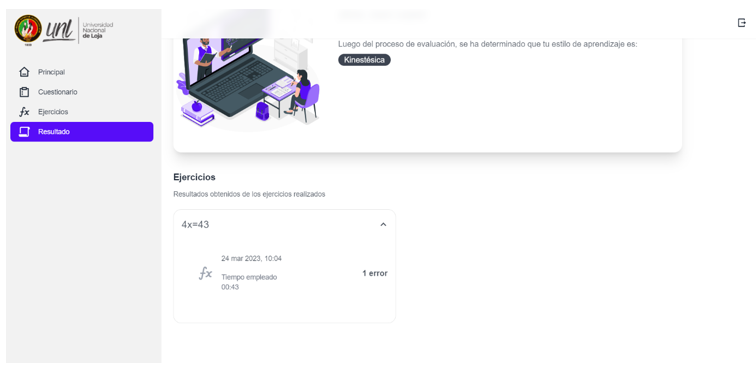 unl
Universidad
Nacional
de Loja
Principal
Cuestionario
fx Ejercicios
Resultado
Luego del proceso de evaluación, se ha determinado que tu estilo de aprendizaje es:
Kinestésica
Ejercicios
Resultados obtenidos de los ejercicios realizados
4x=43
24 mar 2023, 10:04
fx
Tiempo empleado
00:43
1 error